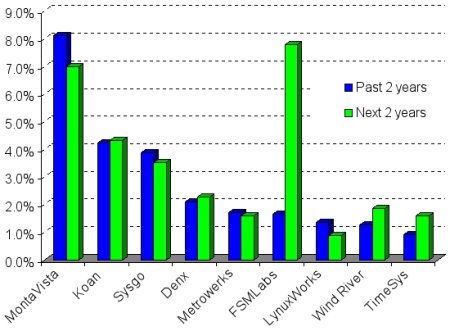 9.0%
8.0%
7.0%
6.0%
5.0%
4.0%
3.0%
2.0%
1.0%
0.0%
Past 2 years
Next 2 years
MontaVista
Koan
Sysgo
Denx
Metrowerks
FSMLabs
LynuxWorks
Wind River
TimeSys